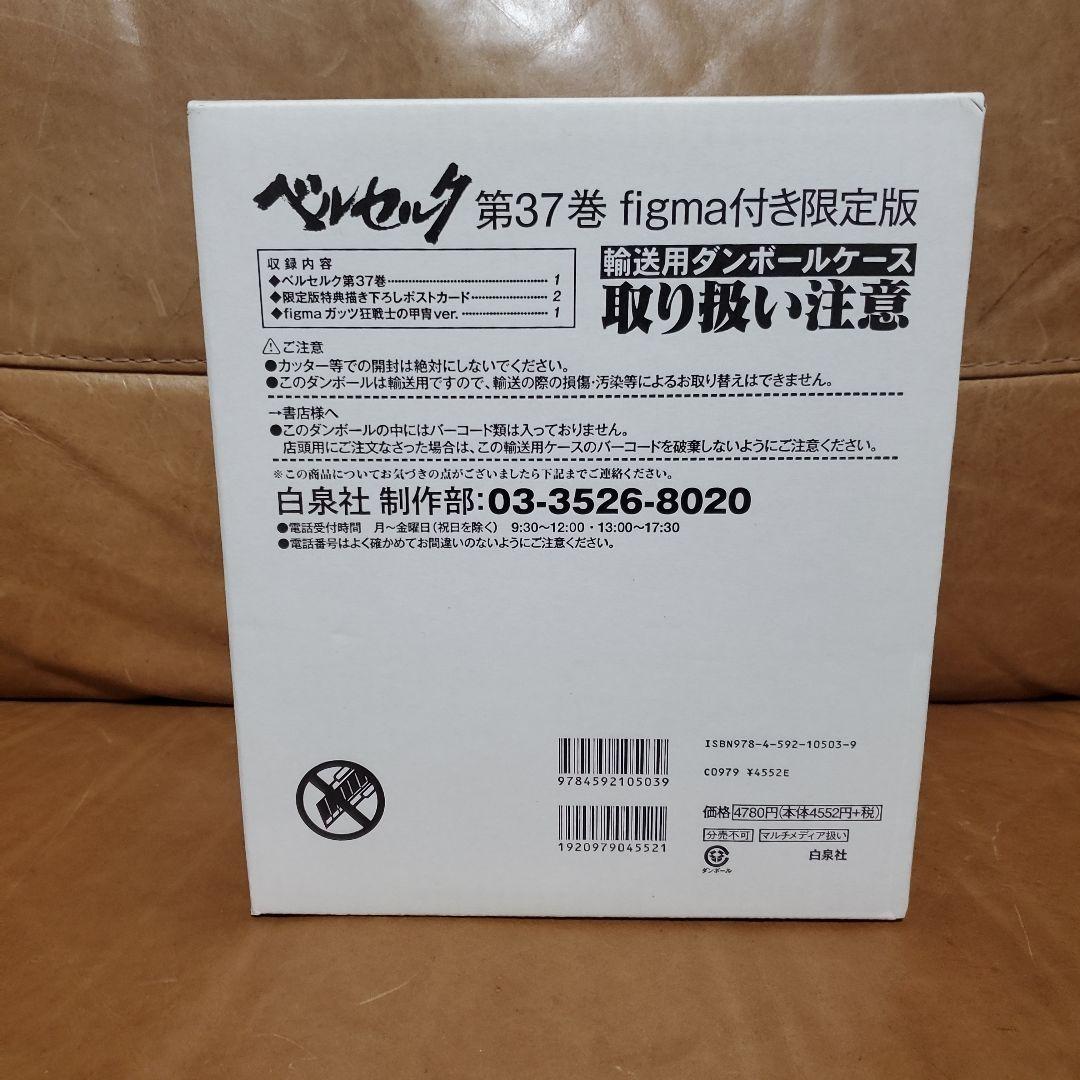 ベルセルク 第37巻 figma付き限定版
収録内容
◆ベルセルク第37巻 1
◆限定版特典描き下ろしポストカード 2
◆figma ガッツ狂戦士の甲冑ver. 1
輸送用ダンボールケース
取り扱い注意
⚠ご注意
●カッター等での開封は絶対にしないでください。
●このダンボールは輸送用ですので、輸送の際の損傷・汚染等によるお取り替えはできません。
→書店様へ
●このダンボールの中にはバーコード類は入っておりません。
店頭用にご注文なさった場合は、この輸送用ケースのバーコードを破棄しないようにご注意ください。
※この商品についてお気づきの点がございましたら下記までご連絡ください。
白泉社 制作部:03-3526-8020
●電話受付時間 月〜金曜日(祝日を除く) 9:30〜12:00・13:00〜17:30
●電話番号はよく確かめてお間違いのないようにご注意ください。
9784592105039
1920979045521
ISBN978-4-592-10503-9
C0979 ¥4552E
価格 4780円(本体4552円+税)
分売不可 マルチメディア扱い
ダンボール
白泉社